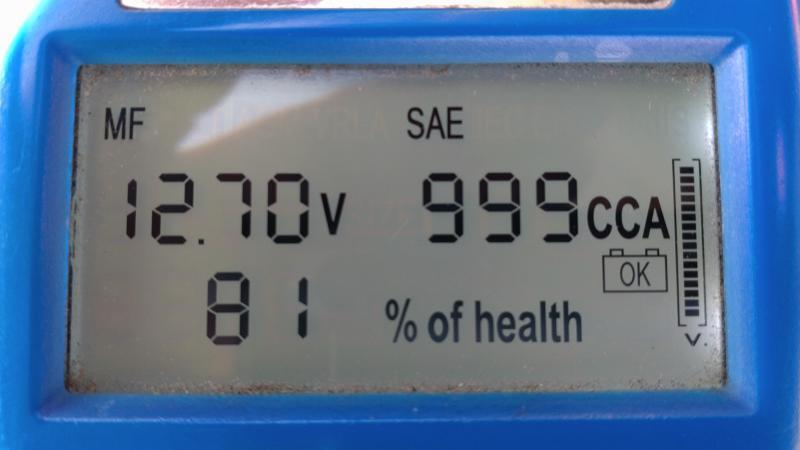 MF SAE
12.70V 999CCA
OK
81 % of health
V.